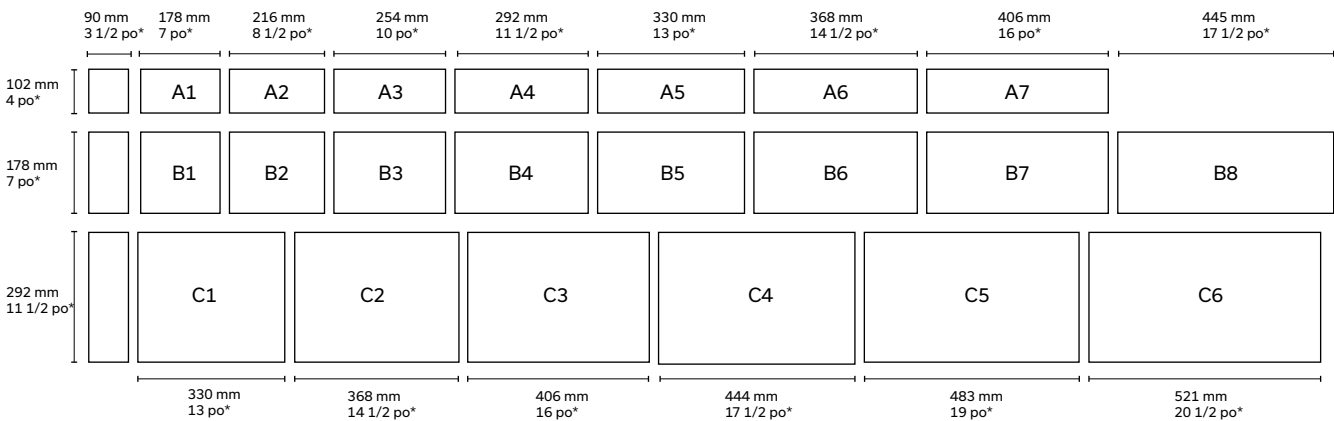 90 mm
3 1/2 po*
178 mm
7 po*
216 mm
8 1/2 po*
254 mm
10 po*
292 mm
11 1/2 po*
330 mm
13 po*
368 mm
14 1/2 po*
406 mm
16 po*
445 mm
17 1/2 po*
102 mm
4 po*
A1
A2
A3
A4
A5
A6
A7
178 mm
7 po*
B1
B2
B3
B4
B5
B6
B7
B8
292 mm
11 1/2 po*
C1
C2
C3
C4
C5
C6
330 mm
13 po*
368 mm
14 1/2 po*
406 mm
16 po*
444 mm
17 1/2 po*
483 mm
19 po*
521 mm
20 1/2 po*